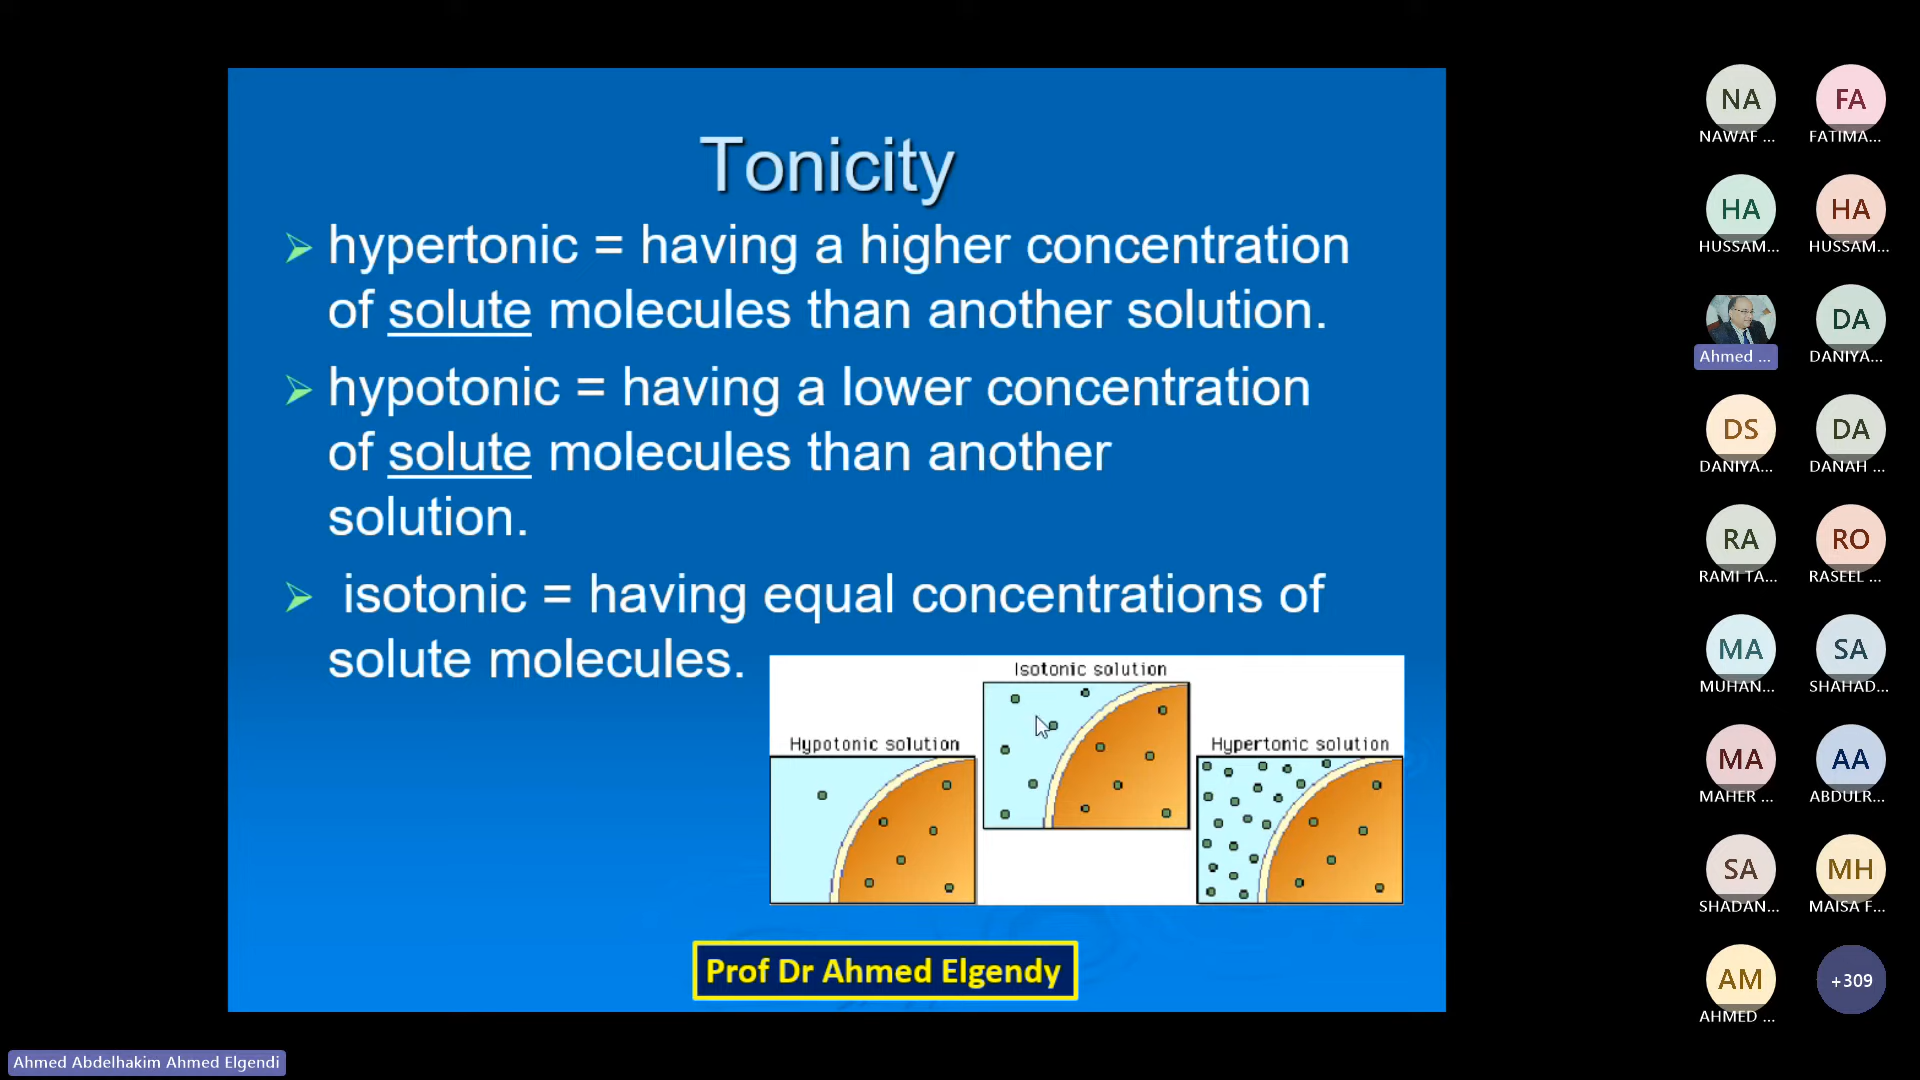 Tonicity
hypertonic = having a higher concentration
of solute molecules than another solution.
hypotonic = having a lower concentration
of solute molecules than another
solution.
isotonic = having equal concentrations of
solute molecules.
Isotonic solution
Hypotonic solution
Hypertonic solution
Prof Dr Ahmed Elgendy
NA
NAWAF ...
FA
FATIMA...
HA
HUSSAM...
HA
HUSSAM...
Ahmed ...
DA
DANIYA...
DS
DANIYA...
DA
DANAH ...
RA
RAMI TA...
RO
RASEEL ...
MA
MUHAN...
SA
SHAHAD...
MA
MAHER ...
AA
ABDULR...
SA
SHADAN...
MH
MAISA F...
AM
AHMED ...
+309
Ahmed Abdelhakim Ahmed Elgendi